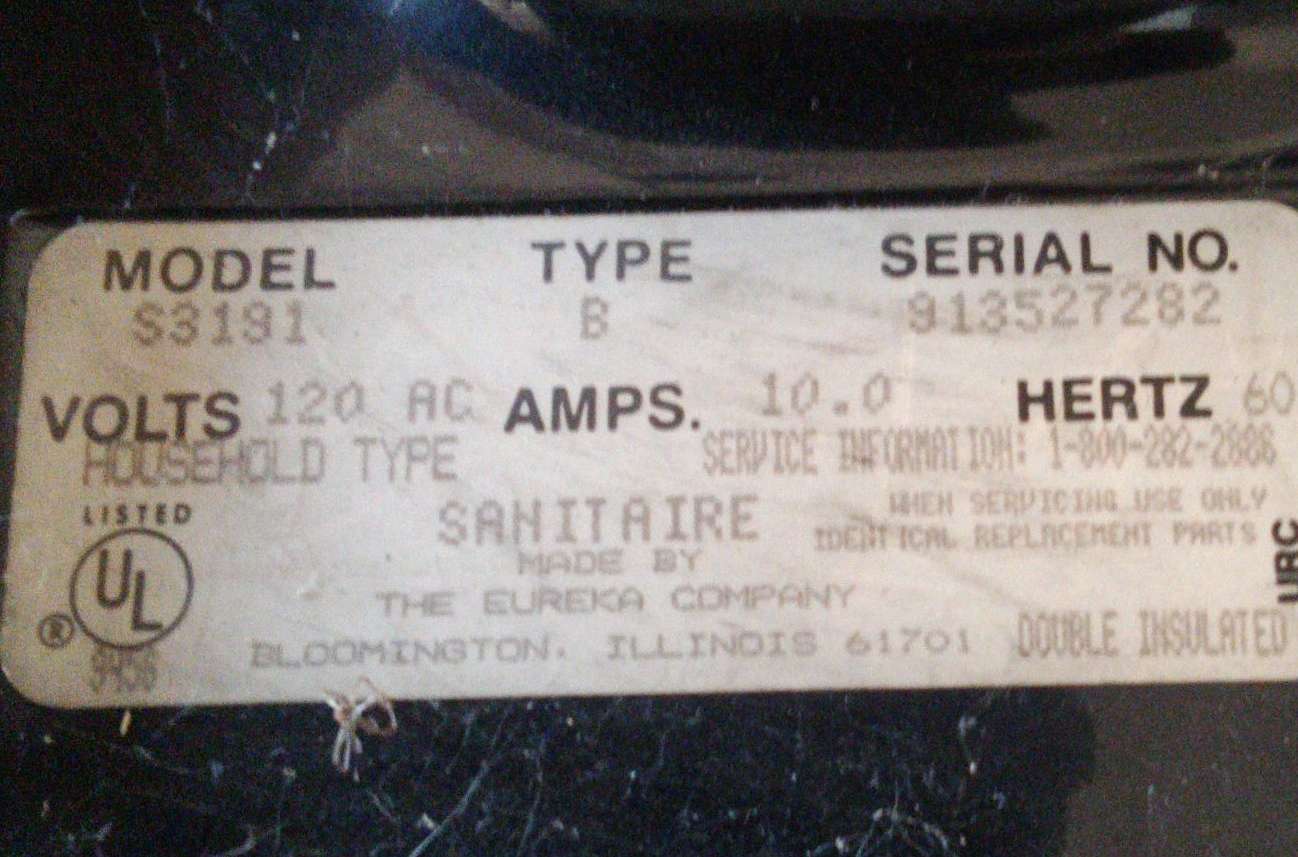 MODEL TYPE SERIAL NO.
S3191 B 913527282
VOLTS 120 AC AMPS. 10.0 HERTZ 60
HOUSEHOLD TYPE SERVICE INFORMATION: 1-800-282-2886
LISTED SANITAIRE WHEN SERVICING USE ONLY
IDENTICAL REPLACEMENT PARTS
UL MADE BY
® THE EUREKA COMPANY
BLOOMINGTON, ILLINOIS 61701 DOUBLE INSULATED